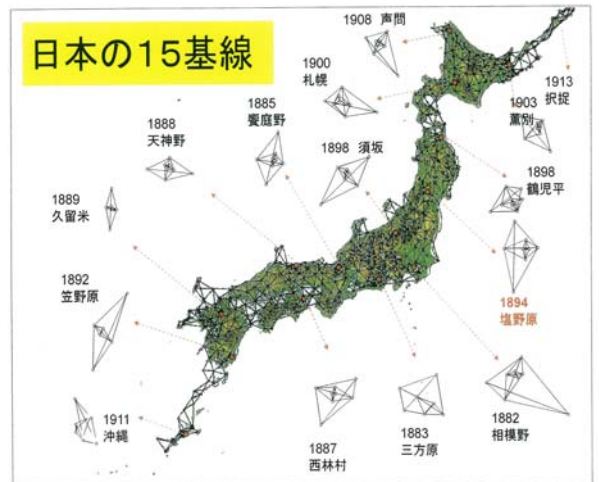 日本の15基線
1908 声問
1900
札幌
1913
択捉
1903
薫別
1885
饗庭野
1888
天神野
1898 須坂
1898
鶴児平
1889
久留米
1892
笠野原
1894
塩野原
1911
沖縄
1887
西林村
1883
三方原
1882
相模野